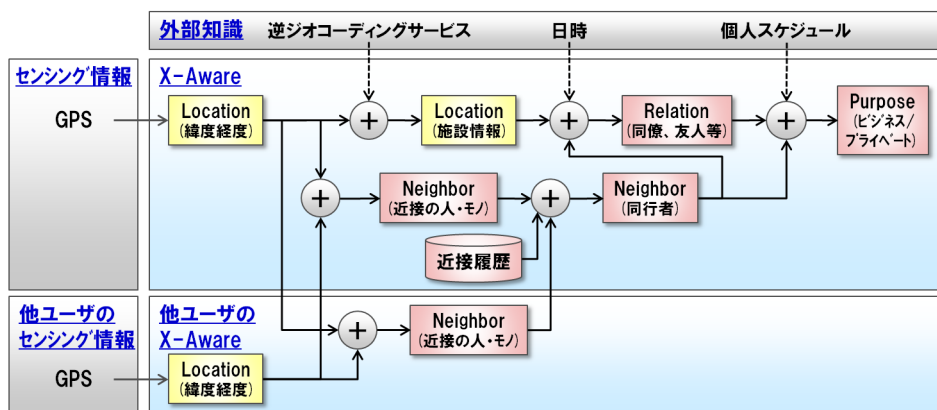 外部知識
逆ジオコーディングサービス
日時
個人スケジュール
センシング情報
GPS
X-Aware
Location
(緯度経度)
+
Location
(施設情報)
+
Relation
(同僚、友人等)
+
Purpose
(ビジネス/
プライベート)
+
Neighbor
(近接の人・モノ)
+
Neighbor
(同行者)
近接履歴
他ユーザの
センシング情報
GPS
他ユーザの
X-Aware
Location
(緯度経度)
+
Neighbor
(近接の人・モノ)